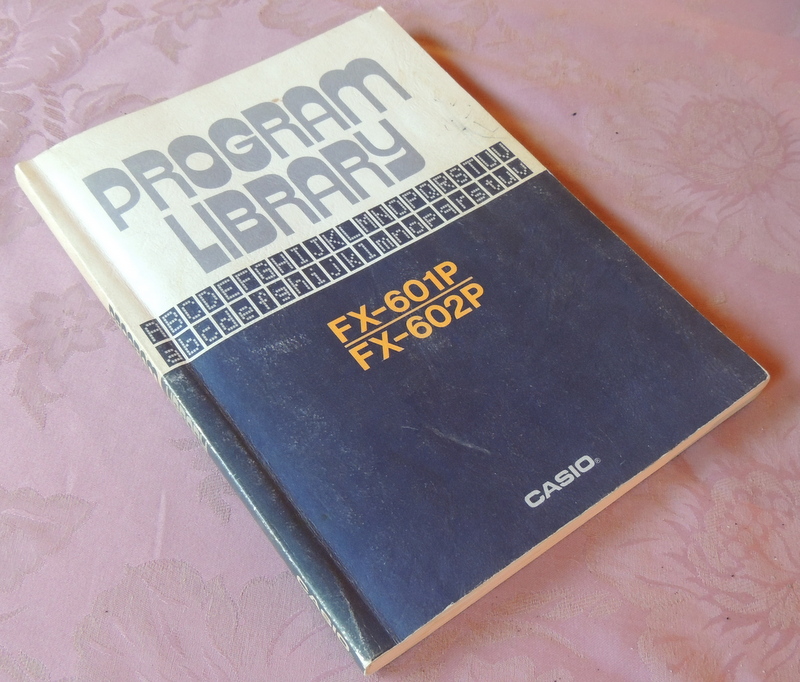 PROGRAM
LIBRARY
ABCDEFGHIJKLMNOPQRSTUV
abcdefghijklmnopqrstuv
FX-601P
FX-602P
CASIO®